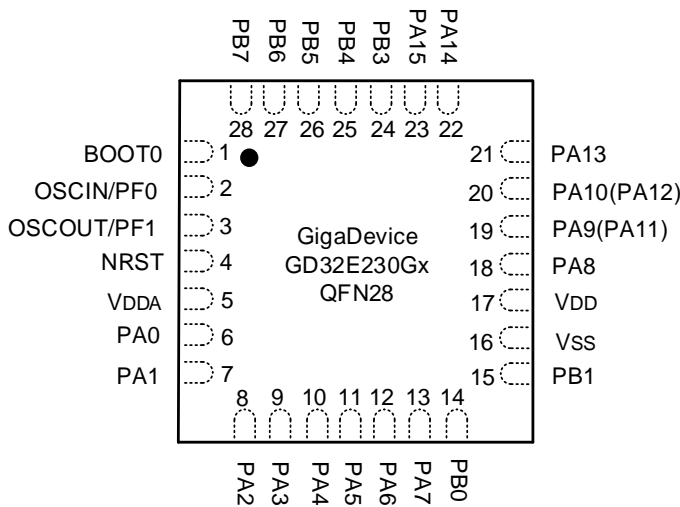 PB7 PB6 PB5 PB4 PB3 PA15 PA14
28 27 26 25 24 23 22
BOOT0 1 21 PA13
OSCIN/PF0 2 20 PA10(PA12)
OSCOUT/PF1 3 19 PA9(PA11)
GigaDevice
GD32E230Gx
QFN28
NRST 4 18 PA8
VDDA 5 17 VDD
PA0 6 16 VSS
PA1 7 15 PB1
8 9 10 11 12 13 14
PA2 PA3 PA4 PA5 PA6 PA7 PB0